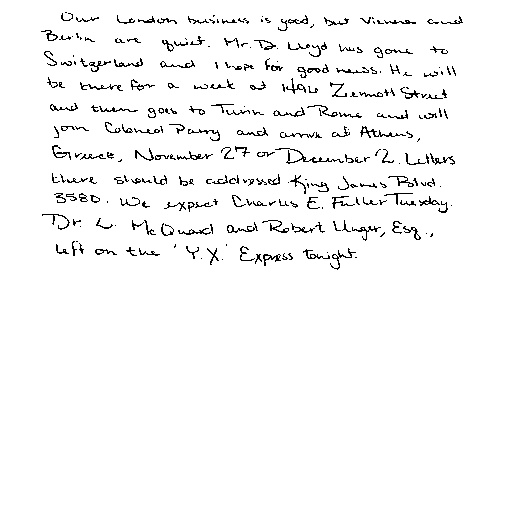 Our London business is good, but Vienna and
Berlin are quiet. Mr. D. Lloyd has gone to
Switzerland and I hope for good news. He will
be there for a week at 1496 Zermott Street
and then goes to Turin and Rome and will
join Colonel Parry and arrive at Athens,
Greece, November 27 or December 2. Letters
there should be addressed King James Blvd.
3580. We expect Charles E. Fuller Tuesday.
Dr. L. McQuaid and Robert Unger, Esq.,
left on the 'Y.X.' Express tonight.